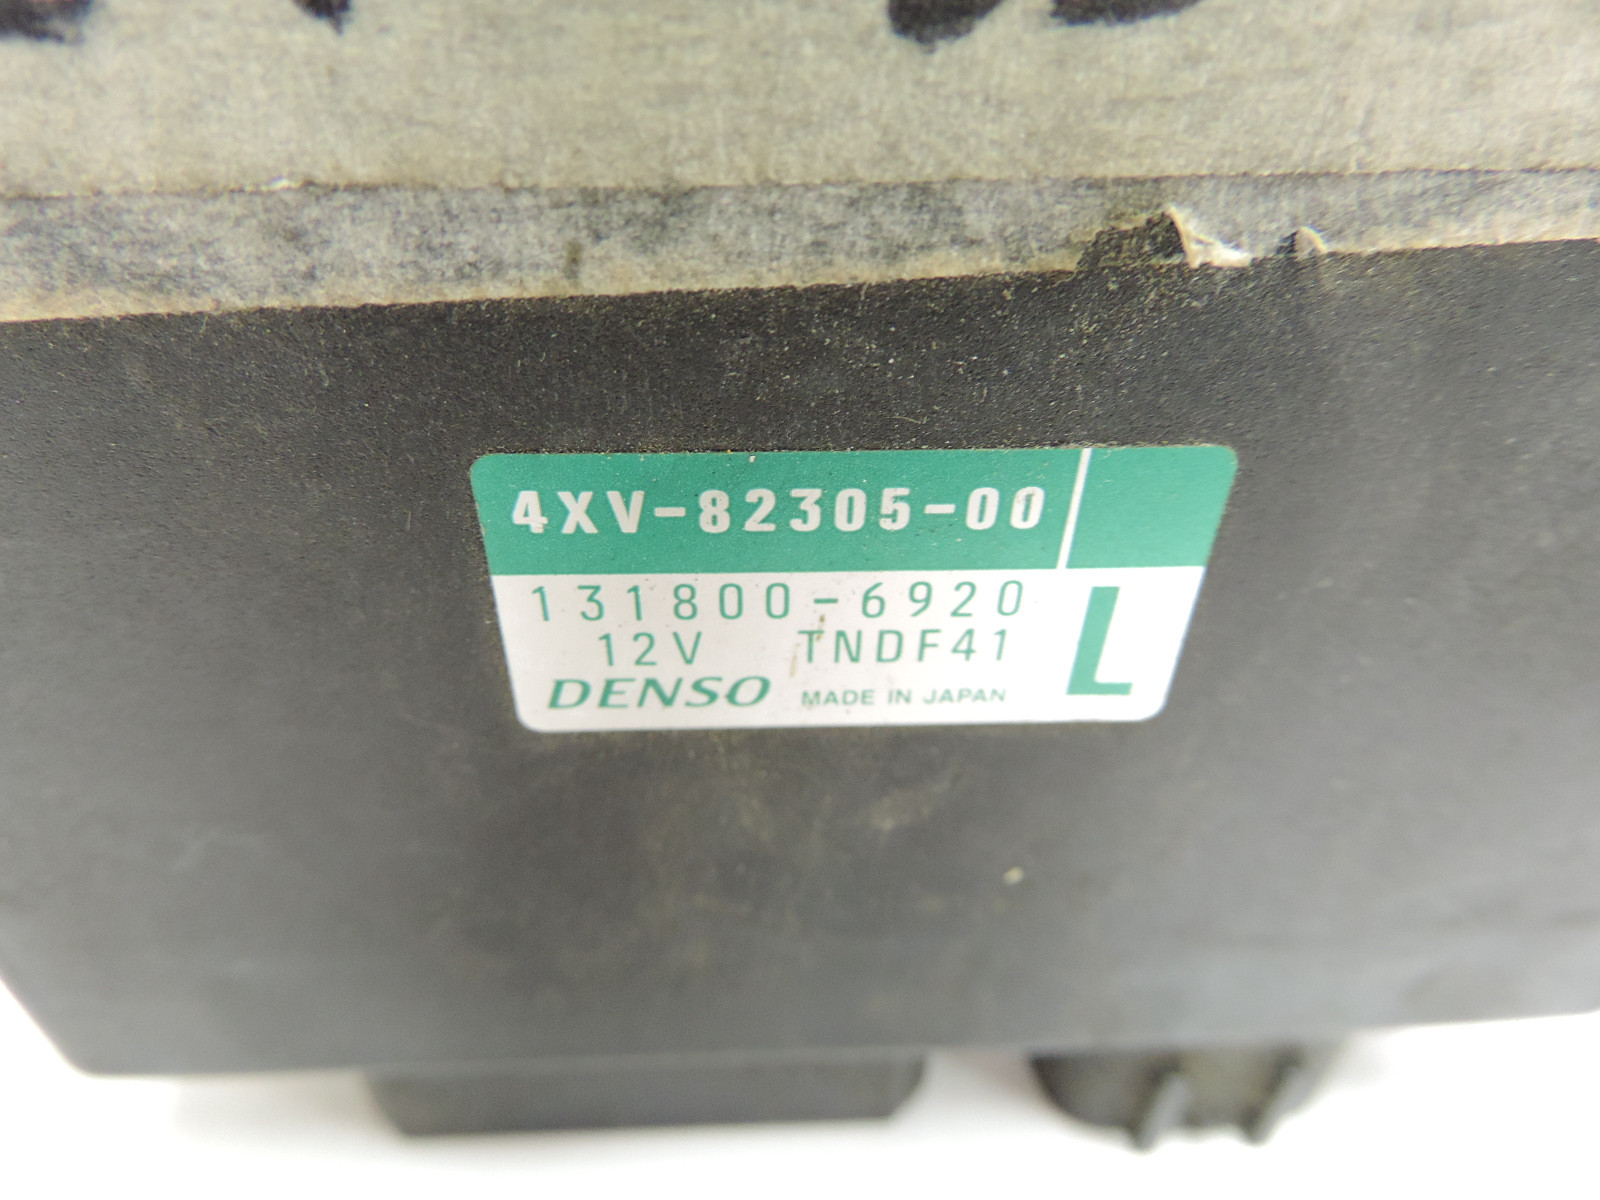 4XV-82305-00
131800-6920
12V TNDF41
L
DENSO MADE IN JAPAN